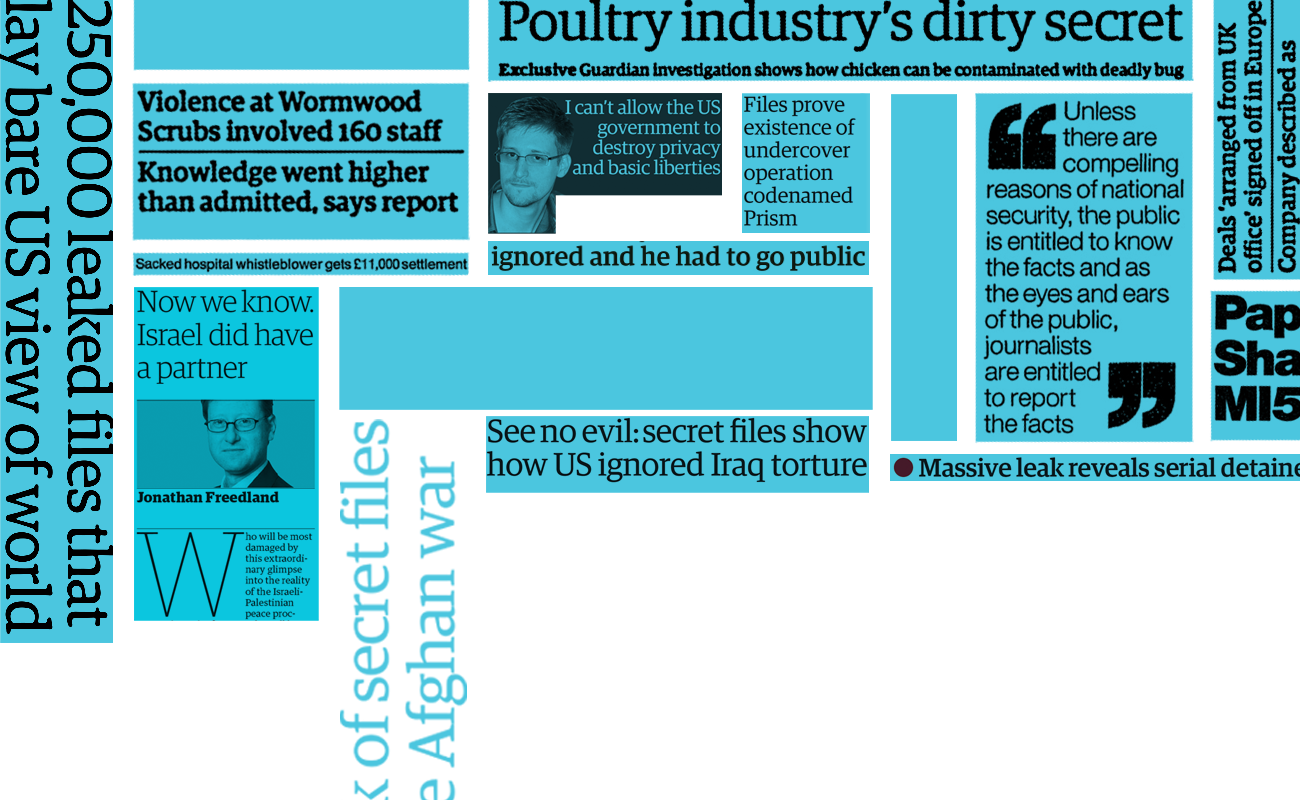 250,000 leaked files that
lay bare US view of world
Violence at Wormwood
Scrubs involved 160 staff
Knowledge went higher
than admitted, says report
Sacked hospital whistleblower gets £11,000 settlement
Now we know.
Israel did have
a partner
Jonathan Freedland
Who will be most
damaged by
this extraordi-
nary glimpse
into the reality
of the Israeli-
Palestinian
peace proc-
of secret files
Afghan war
Poultry industry's dirty secret
Exclusive Guardian investigation shows how chicken can be contaminated with deadly bug
I can't allow the US
government to
destroy privacy
and basic liberties
Files prove
existence of
undercover
operation
codenamed
Prism
ignored and he had to go public
See no evil: secret files show
how US ignored Iraq torture
“Unless
there are
compelling
reasons of national
security, the public
is entitled to know
the facts and as
the eyes and ears
of the public,
journalists
are entitled
to report
the facts”
Massive leak reveals serial detaine
Deals 'arranged from UK
office' signed off in Europe
Company described as
Pap
Sha
MI5